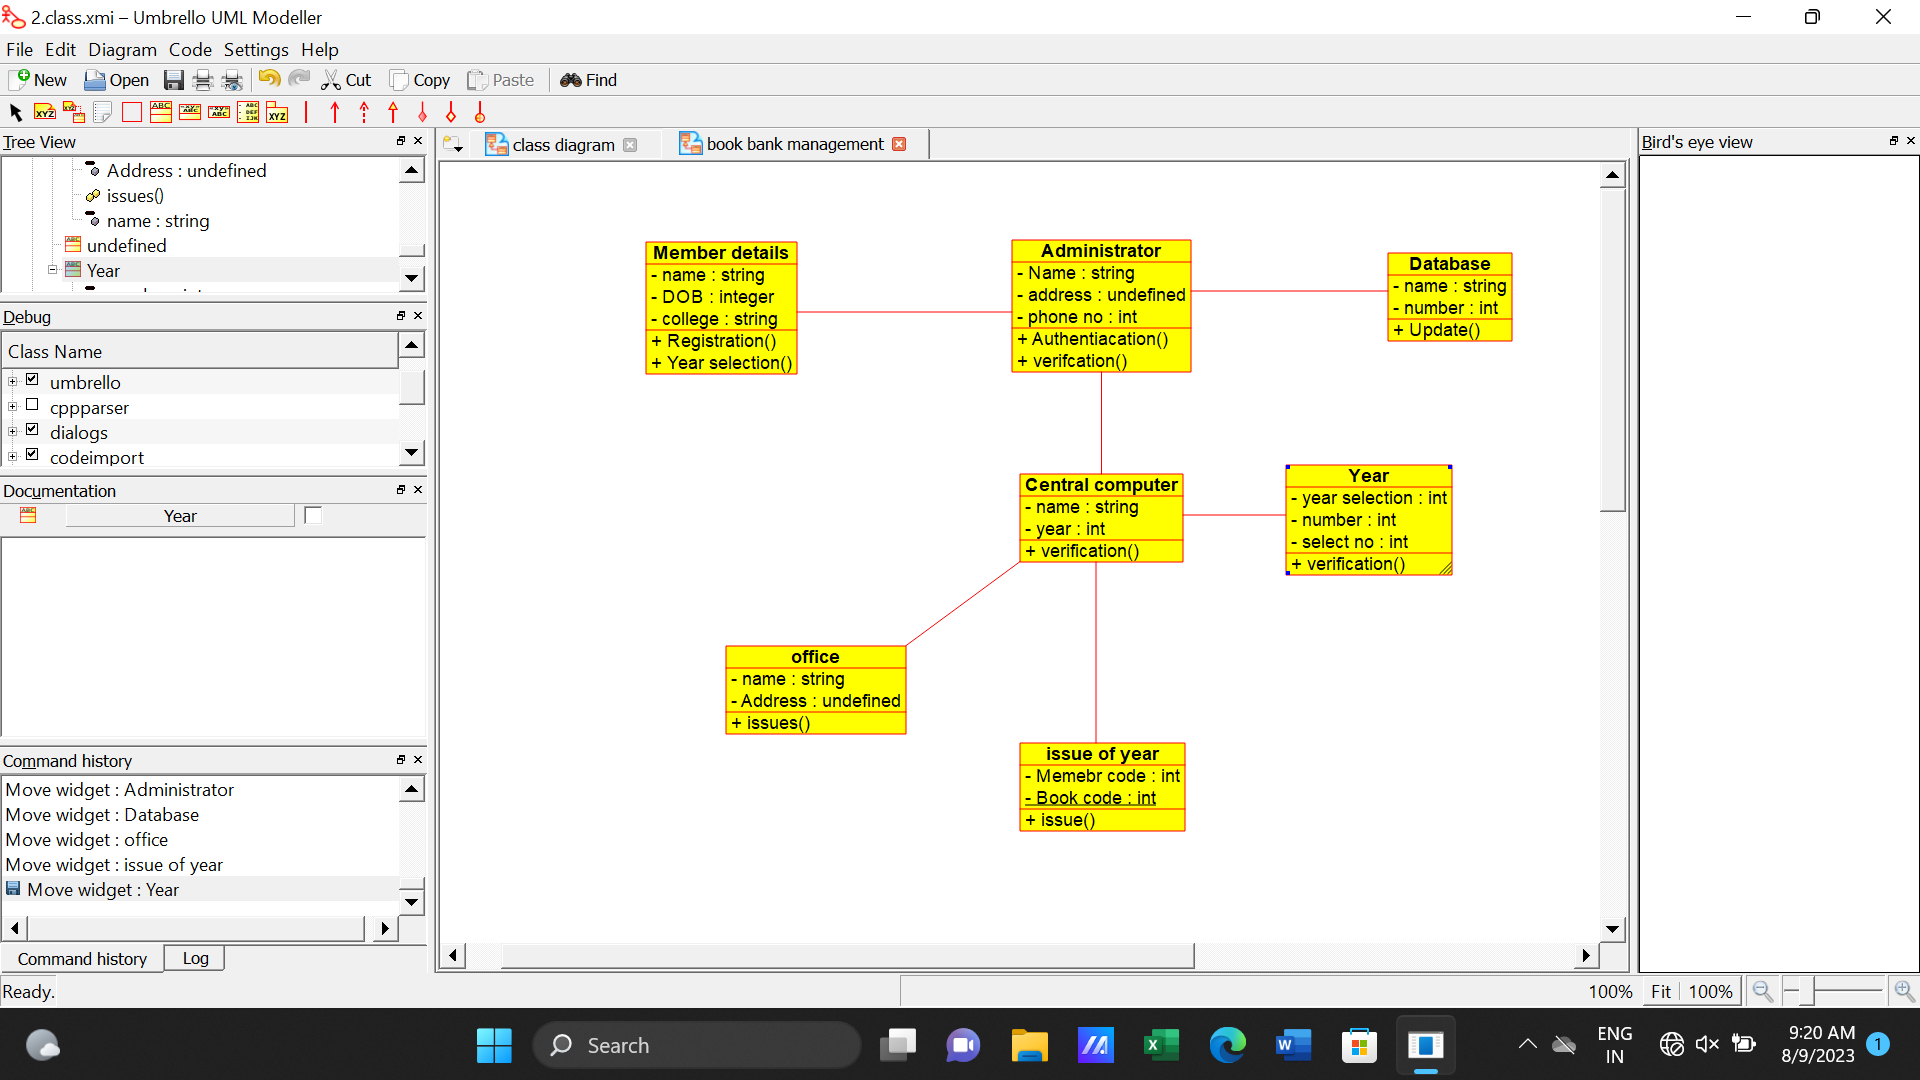 2.class.xmi – Umbrello UML Modeller
File Edit Diagram Code Settings Help
New Open Cut Copy Paste Find
Tree View
Address : undefined
issues()
name : string
undefined
Year
Debug
Class Name
umbrello
cppparser
dialogs
codeimport
Documentation
Year
Command history
Move widget : Administrator
Move widget : Database
Move widget : office
Move widget : issue of year
Move widget : Year
Command history Log
Ready.
class diagram book bank management
Member details
- name : string
- DOB : integer
- college : string
+ Registration()
+ Year selection()
Administrator
- Name : string
- address : undefined
- phone no : int
+ Authentiacation()
+ verifcation()
Database
- name : string
- number : int
+ Update()
Central computer
- name : string
- year : int
+ verification()
Year
- year selection : int
- number : int
- select no : int
+ verification()
office
- name : string
- Address : undefined
+ issues()
issue of year
- Memebr code : int
- Book code : int
+ issue()
Bird's eye view
100% Fit 100%
Search
ENG
IN
9:20 AM
8/9/2023
1